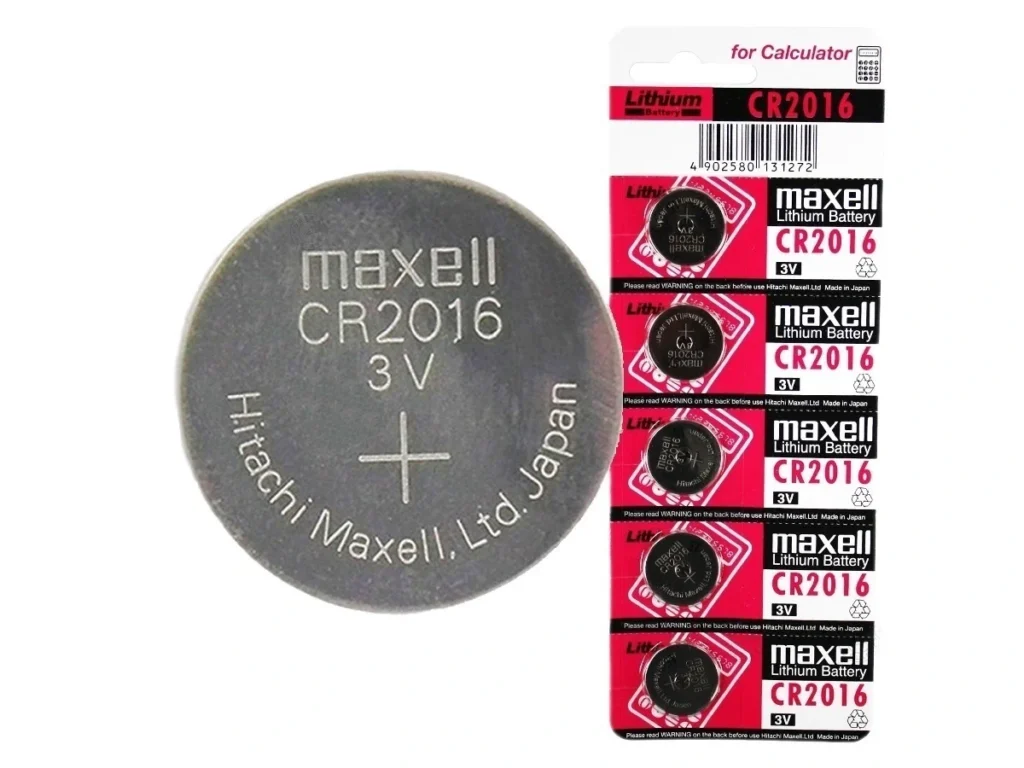 maxell
CR2016
3V
Hitachi Maxell, Ltd. Japan
for Calculator
Lithium
Battery
CR2016
4 902580 131272
maxell
Lithium Battery
CR2016
3V
Please read WARNING on the back before use Hitachi Maxell.Ltd Made in Japan
maxell
Lithium Battery
CR2016
3V
Please read WARNING on the back before use Hitachi Maxell.Ltd Made in Japan
maxell
Lithium Battery
CR2016
3V
Please read WARNING on the back before use Hitachi Maxell.Ltd Made in Japan
maxell
Lithium Battery
CR2016
3V
Please read WARNING on the back before use Hitachi Maxell.Ltd Made in Japan
maxell
Lithium Battery
CR2016
3V
Please read WARNING on the back before use Hitachi Maxell.Ltd Made in Japan